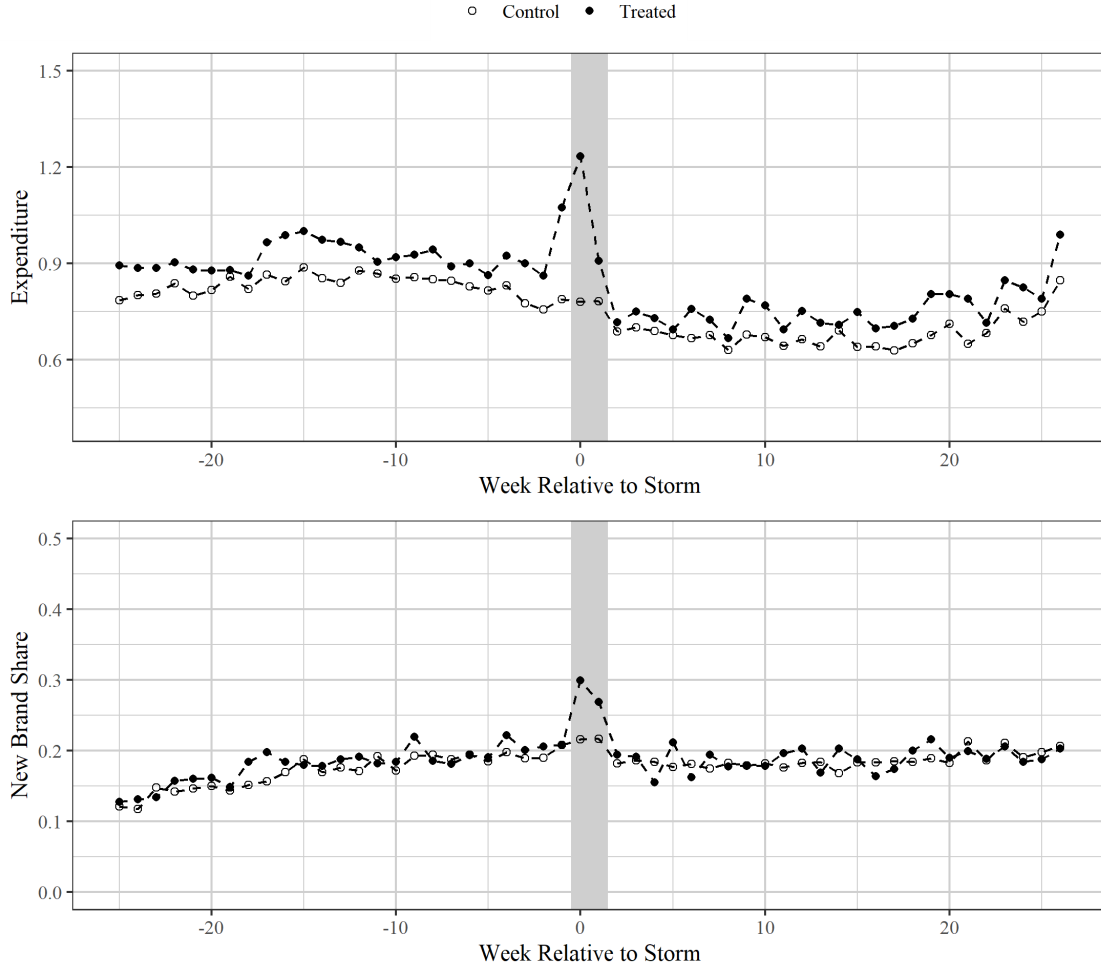 Control Treated
1.5
1.2
0.9
0.6
Expenditure
-20 -10 0 10 20
Week Relative to Storm
0.5
0.4
0.3
0.2
0.1
0.0
New Brand Share
-20 -10 0 10 20
Week Relative to Storm